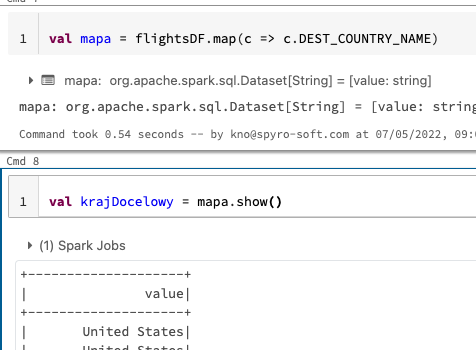 1 val mapa = flightsDF.map(c => c.DEST_COUNTRY_NAME)
mapa: org.apache.spark.sql.Dataset[String] = [value: string]
mapa: org.apache.spark.sql.Dataset[String] = [value: string
Command took 0.54 seconds -- by kno@spyro-soft.com at 07/05/2022, 09:
Cmd 8
1 val krajDocelowy = mapa.show()
(1) Spark Jobs
+--------------------+
|               value|
+--------------------+
|       United States|
|       United States|